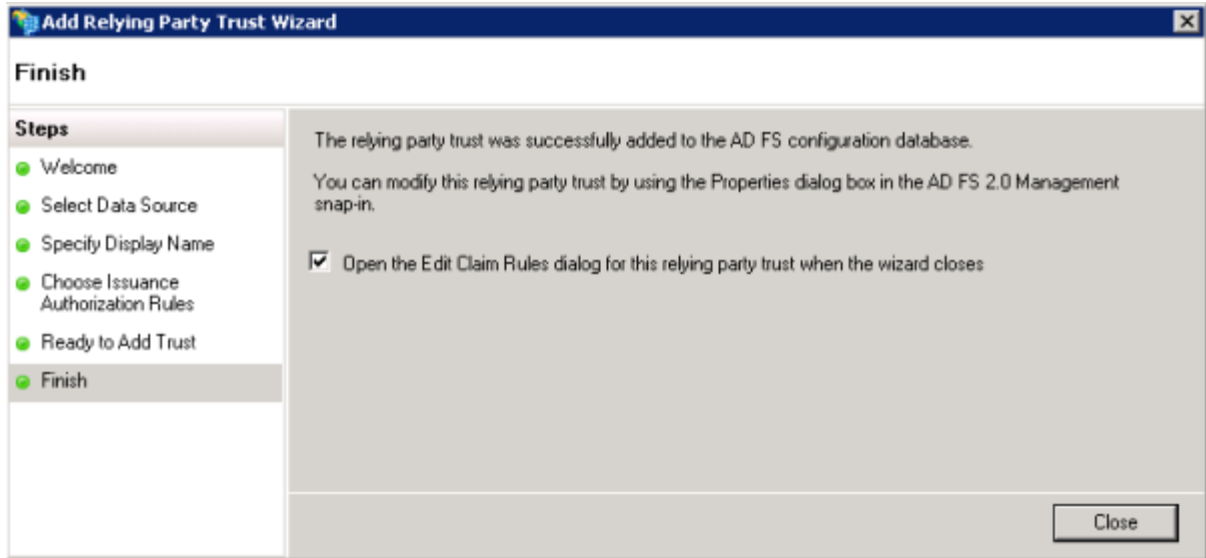 Add Relying Party Trust Wizard
Finish
Steps
Welcome
Select Data Source
Specify Display Name
Choose Issuance
Authorization Rules
Ready to Add Trust
Finish
The relying party trust was successfully added to the AD FS configuration database.
You can modify this relying party trust by using the Properties dialog box in the AD FS 2.0 Management
snap-in.
Open the Edit Claim Rules dialog for this relying party trust when the wizard closes
Close